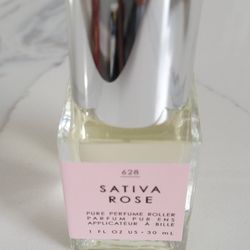 628
SATIVA
ROSE
PURE PERFUME ROLLER
PARFUM PUR ENS
APPLICATEUR À BILLE
1 FL OZ US • 30 mL